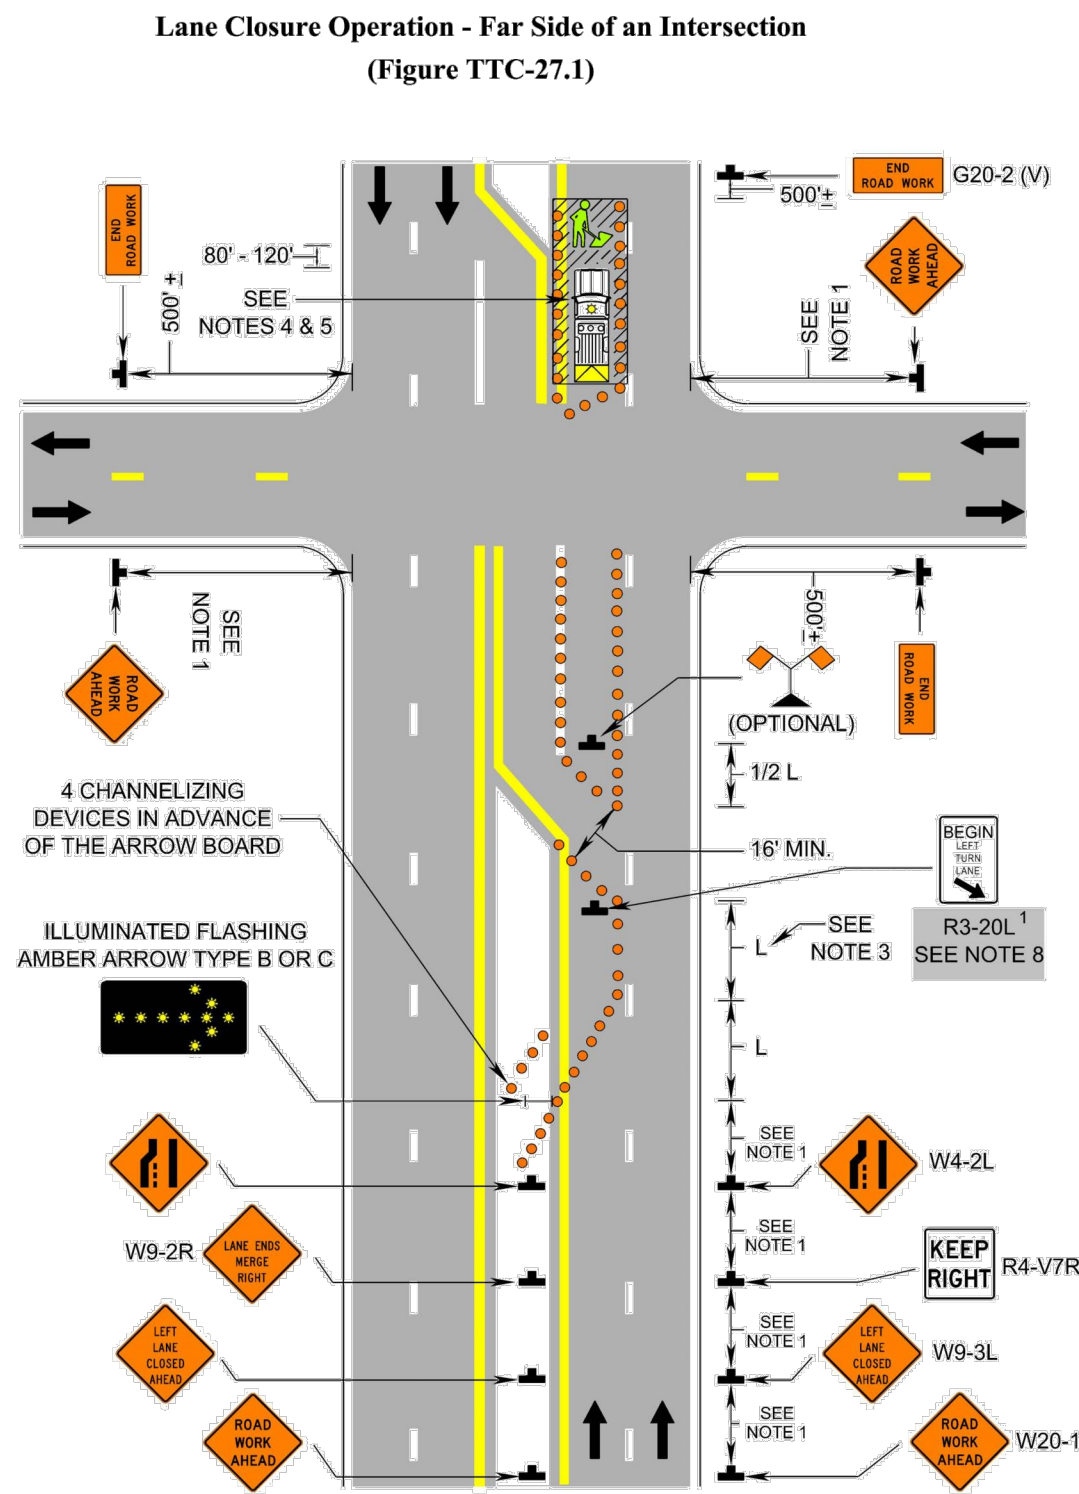 Lane Closure Operation - Far Side of an Intersection
(Figure TTC-27.1)
END
ROAD WORK
G20-2 (V)
500'±
END
ROAD WORK
80' - 120'
500' ±
SEE
NOTES 4 & 5
ROAD
WORK
AHEAD
SEE
NOTE 1
SEE
NOTE 1
ROAD
WORK
AHEAD
500'±
END
ROAD WORK
(OPTIONAL)
1/2 L
4 CHANNELIZING
DEVICES IN ADVANCE
OF THE ARROW BOARD
16' MIN.
BEGIN
LEFT
TURN
LANE
R3-20L¹
SEE NOTE 8
L
SEE
NOTE 3
ILLUMINATED FLASHING
AMBER ARROW TYPE B OR C
L
SEE
NOTE 1
W4-2L
W9-2R
LANE ENDS
MERGE
RIGHT
SEE
NOTE 1
KEEP
RIGHT
R4-V7R
LEFT
LANE
CLOSED
AHEAD
SEE
NOTE 1
LEFT
LANE
CLOSED
AHEAD
W9-3L
ROAD
WORK
AHEAD
SEE
NOTE 1
ROAD
WORK
AHEAD
W20-1